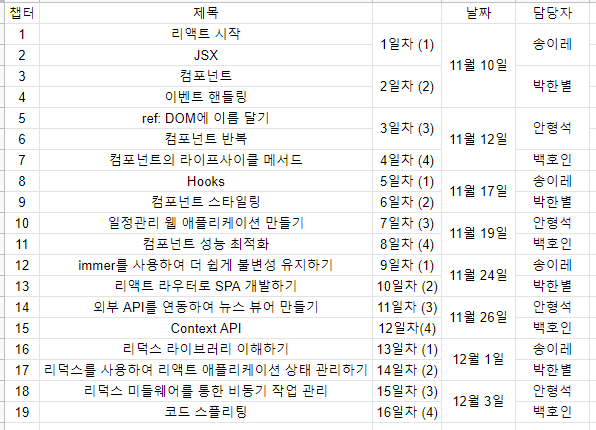 챕터 제목 날짜 담당자
1 리액트 시작 1일차 (1) 11월 10일 송이레
2 JSX
3 컴포넌트 2일차 (2) 박한별
4 이벤트 핸들링
5 ref: DOM에 이름 달기 3일차 (3) 11월 12일 안형석
6 컴포넌트 반복
7 컴포넌트의 라이프사이클 메서드 4일차 (4) 백호인
8 Hooks 5일차 (1) 11월 17일 송이레
9 컴포넌트 스타일링 6일차 (2) 박한별
10 일정관리 웹 애플리케이션 만들기 7일차 (3) 11월 19일 안형석
11 컴포넌트 성능 최적화 8일차 (4) 백호인
12 immer를 사용하여 더 쉽게 불변성 유지하기 9일차 (1) 11월 24일 송이레
13 리액트 라우터로 SPA 개발하기 10일차 (2) 박한별
14 외부 API를 연동하여 뉴스 뷰어 만들기 11일차 (3) 11월 26일 안형석
15 Context API 12일차(4) 백호인
16 리덕스 라이브러리 이해하기 13일차 (1) 12월 1일 송이레
17 리덕스를 사용하여 리액트 애플리케이션 상태 관리하기 14일차 (2) 박한별
18 리덕스 미들웨어를 통한 비동기 작업 관리 15일차 (3) 12월 3일 안형석
19 코드 스플리팅 16일차 (4) 백호인